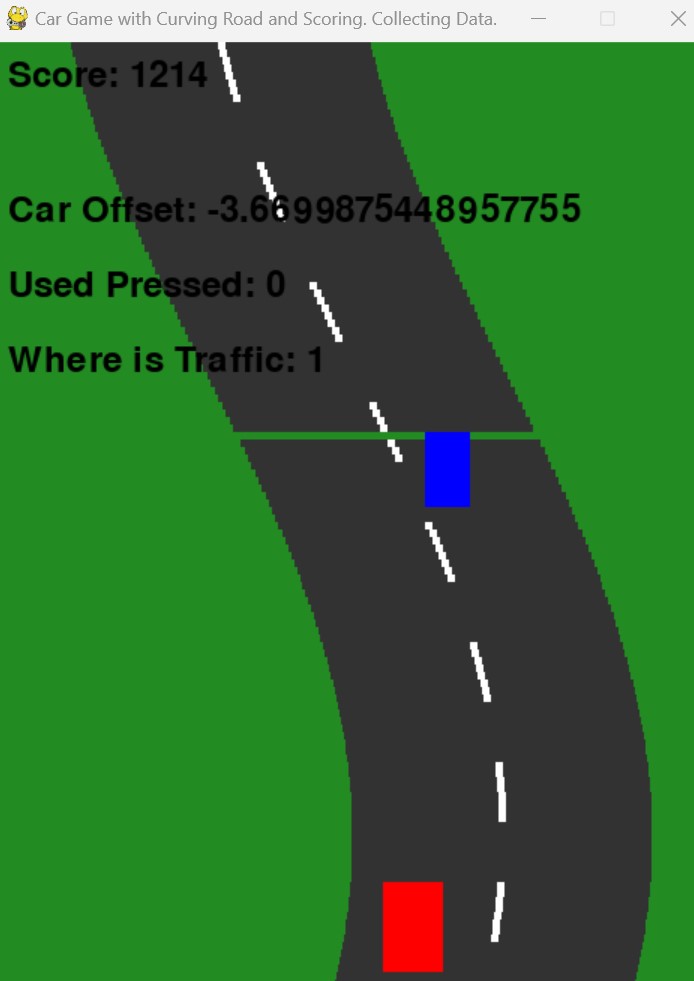 Car Game with Curving Road and Scoring. Collecting Data.
Score: 1214
Car Offset: -3.6699875448957755
Used Pressed: 0
Where is Traffic: 1